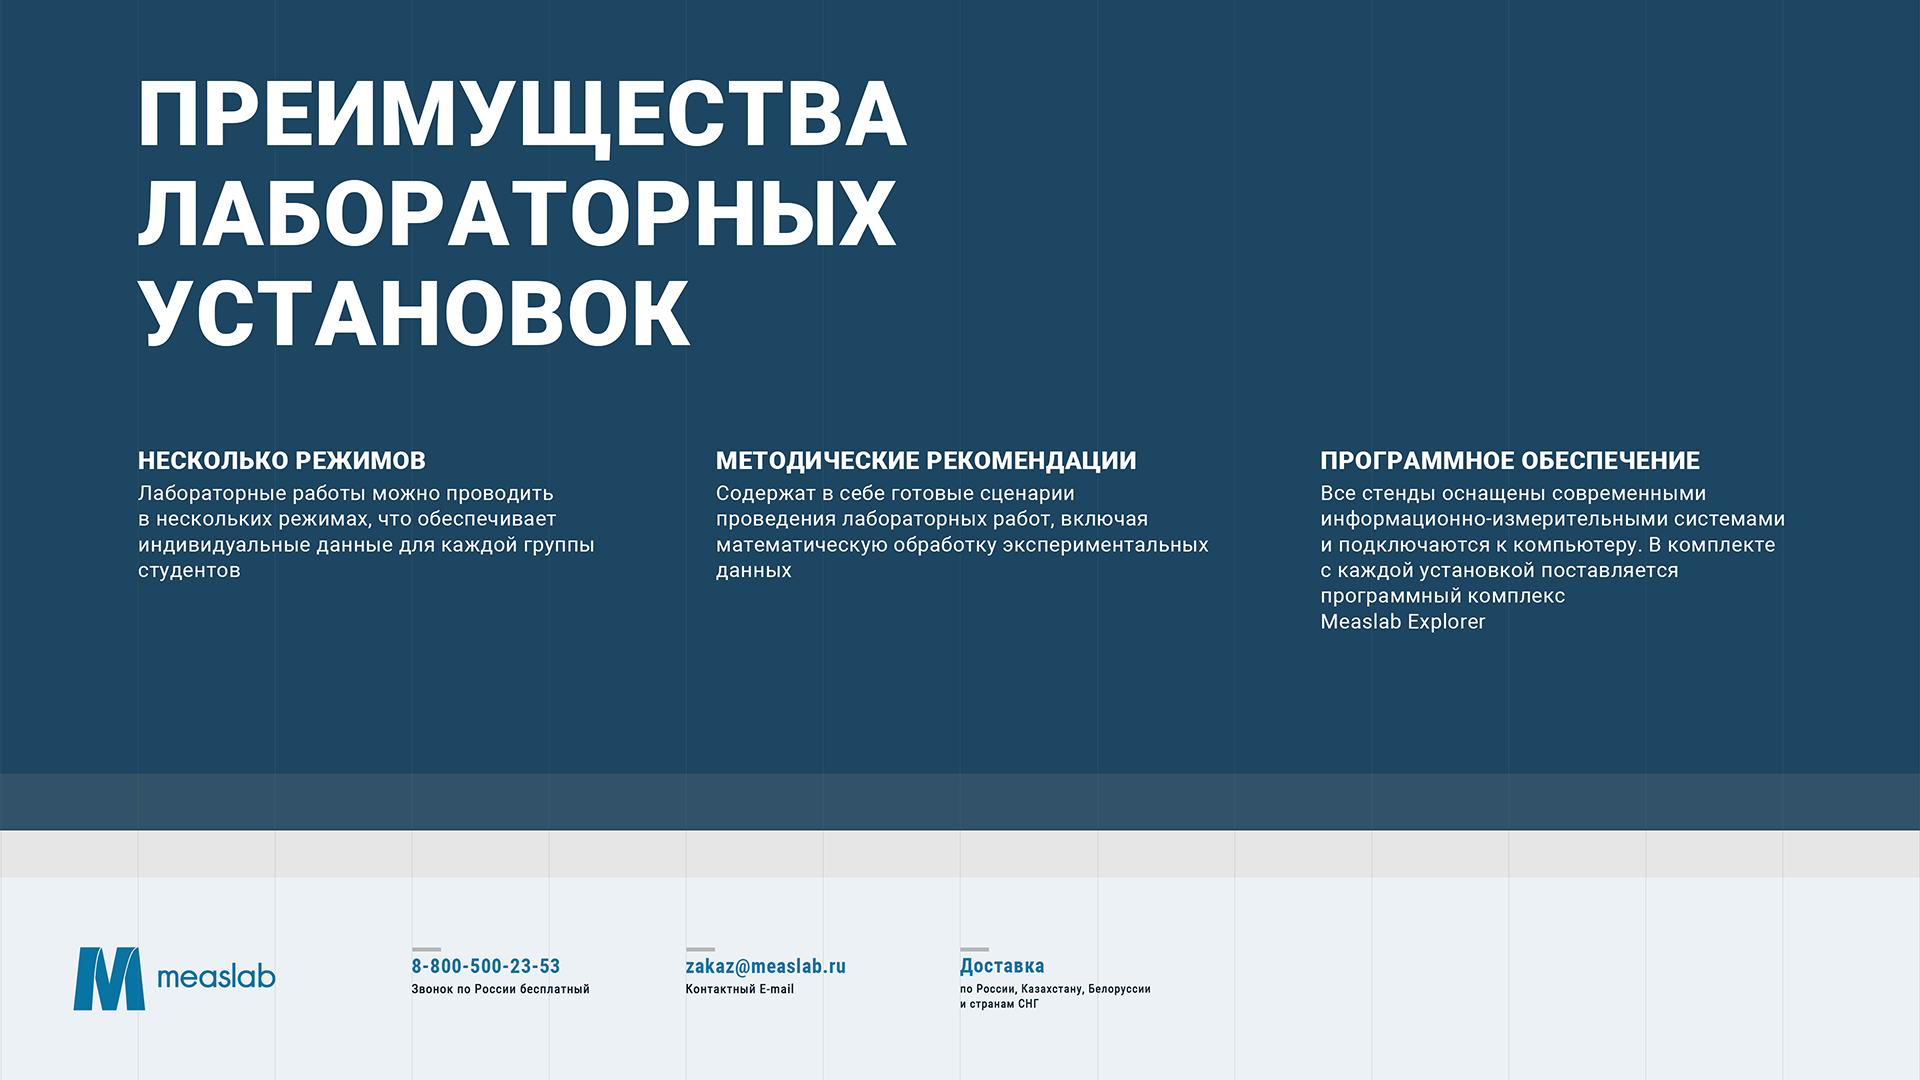 ПРЕИМУЩЕСТВА
ЛАБОРАТОРНЫХ
УСТАНОВОК
НЕСКОЛЬКО РЕЖИМОВ
Лабораторные работы можно проводить
в нескольких режимах, что обеспечивает
индивидуальные данные для каждой группы
студентов
МЕТОДИЧЕСКИЕ РЕКОМЕНДАЦИИ
Содержат в себе готовые сценарии
проведения лабораторных работ, включая
математическую обработку экспериментальных
данных
ПРОГРАММНОЕ ОБЕСПЕЧЕНИЕ
Все стенды оснащены современными
информационно-измерительными системами
и подключаются к компьютеру. В комплекте
с каждой установкой поставляется
программный комплекс
Measlab Explorer
measlab
8-800-500-23-53
Звонок по России бесплатный
zakaz@measlab.ru
Контактный E-mail
Доставка
по России, Казахстану, Белоруссии
и странам СНГ